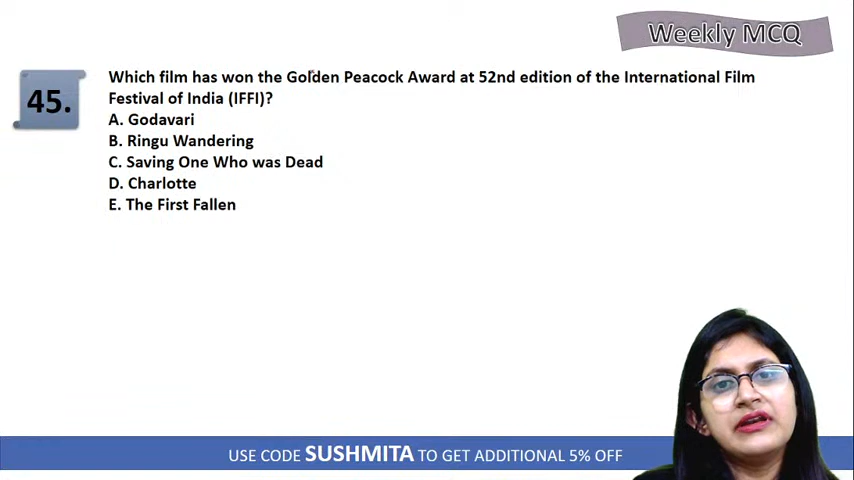 Weekly MCQ
45.
Which film has won the Golden Peacock Award at 52nd edition of the International Film
Festival of India (IFFI)?
A. Godavari
B. Ringu Wandering
C. Saving One Who was Dead
D. Charlotte
E. The First Fallen
USE CODE SUSHMITA TO GET ADDITIONAL 5% OFF